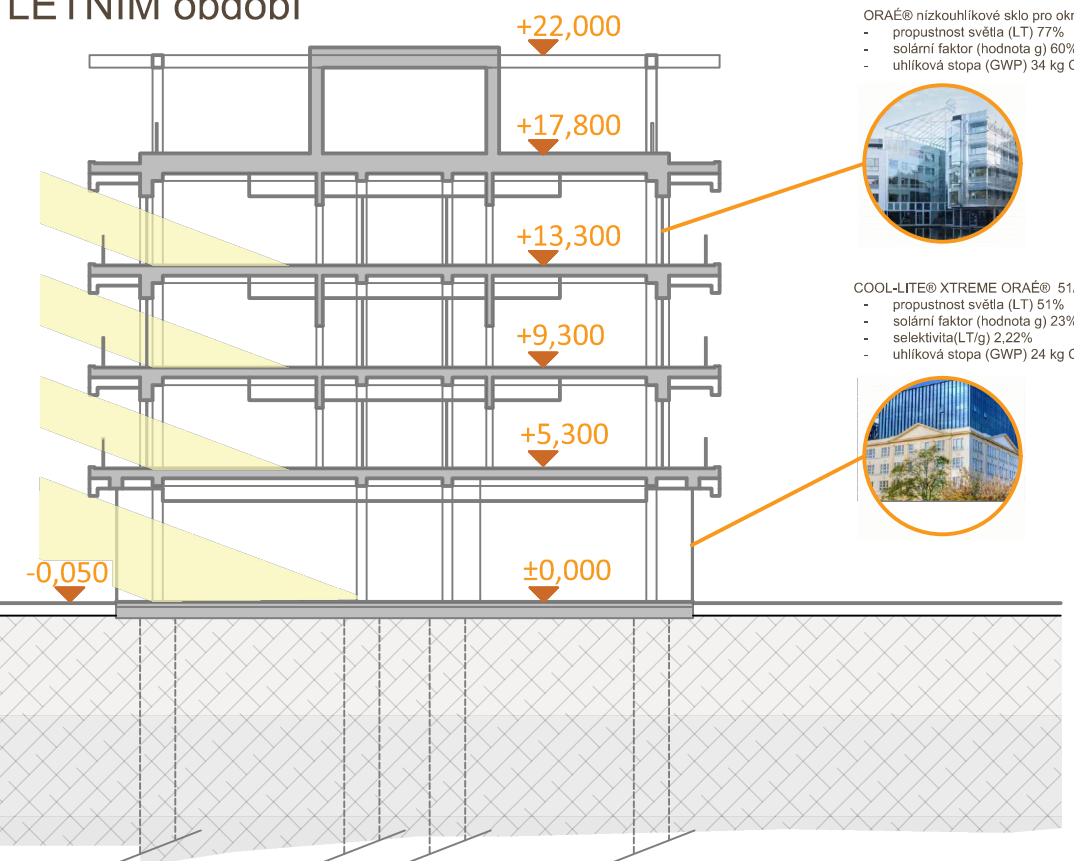 LETNÍM období
+22,000
+17,800
+13,300
+9,300
+5,300
±0,000
-0,050
ORAÉ® nízkouhlíkové sklo pro
- propustnost světla (LT) 77%
- solární faktor (hodnota g) 60%
- uhlíková stopa (GWP) 34 kg
COOL-LITE® XTREME ORAÉ® 51/
- propustnost světla (LT) 51%
- solární faktor (hodnota g) 23%
- selektivita(LT/g) 2,22%
- uhlíková stopa (GWP) 24 kg